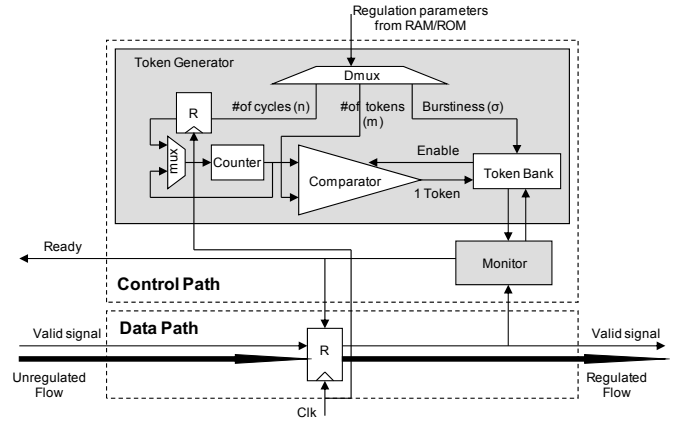 Regulation parameters
from RAM/ROM
Token Generator
Dmux
#of cycles (n)
#of tokens
(m)
Burstiness (σ)
R
mux
Counter
Comparator
Enable
1 Token
Token Bank
Ready
Monitor
Control Path
Data Path
Valid signal
Valid signal
R
Unregulated
Flow
Regulated
Flow
Clk